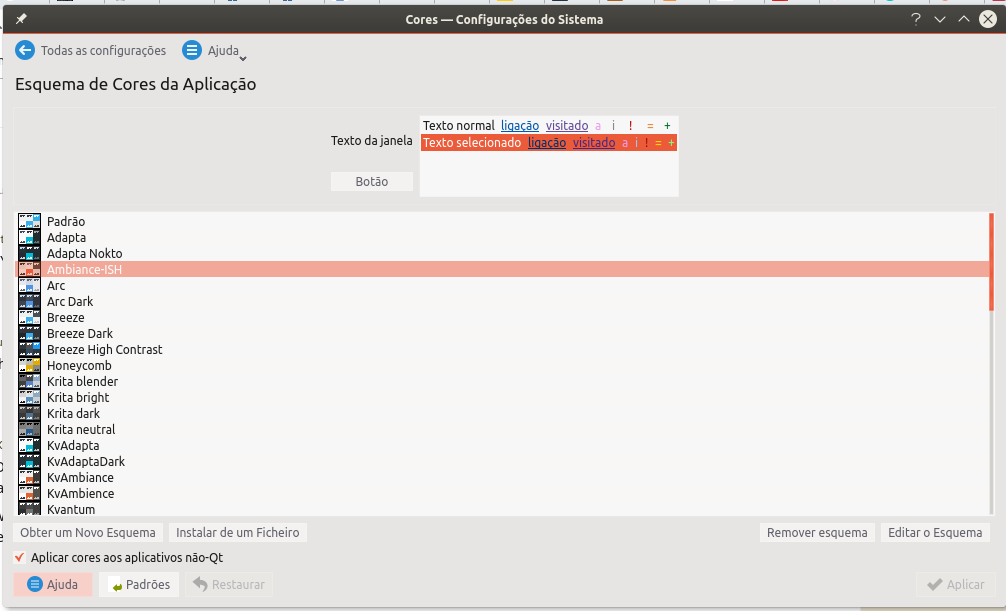 Cores — Configurações do Sistema
Todas as configurações Ajuda
Esquema de Cores da Aplicação
Texto da janela
Texto normal ligação visitado a i ! = +
Texto selecionado ligação visitado a i ! = +
Botão
Padrão
Adapta
Adapta Nokto
Ambiance-ISH
Arc
Arc Dark
Breeze
Breeze Dark
Breeze High Contrast
Honeycomb
Krita blender
Krita bright
Krita dark
Krita neutral
KvAdapta
KvAdaptaDark
KvAmbiance
KvAmbience
Kvantum
Obter um Novo Esquema Instalar de um Ficheiro Remover esquema Editar o Esquema
Aplicar cores aos aplicativos não-Qt
Ajuda Padrões Restaurar Aplicar